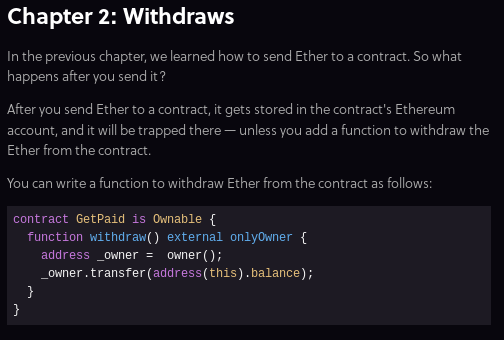 Chapter 2: Withdraws
In the previous chapter, we learned how to send Ether to a contract. So what
happens after you send it?
After you send Ether to a contract, it gets stored in the contract's Ethereum
account, and it will be trapped there — unless you add a function to withdraw the
Ether from the contract.
You can write a function to withdraw Ether from the contract as follows:
contract GetPaid is Ownable {
  function withdraw() external onlyOwner {
    address _owner =  owner();
    _owner.transfer(address(this).balance);
  }
}